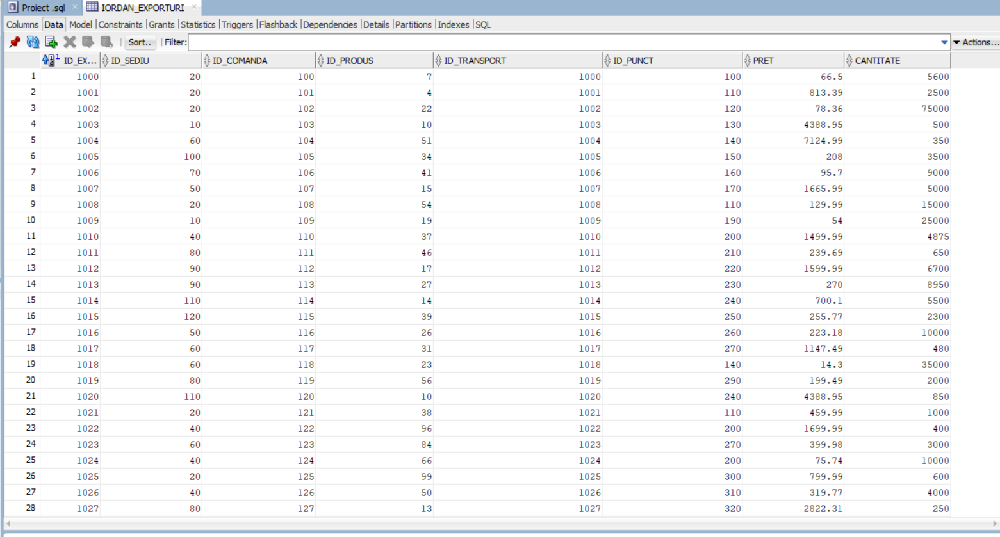 Proiect .sql IORDAN_EXPORTURI
Columns Data Model Constraints Grants Statistics Triggers Flashback Dependencies Details Partitions Indexes SQL
Sort.. Filter: Actions...
1 ID_EX... ID_SEDIU ID_COMANDA ID_PRODUS ID_TRANSPORT ID_PUNCT PRET CANTITATE
1 1000 20 100 7 1000 100 66.5 5600
2 1001 20 101 4 1001 110 813.39 2500
3 1002 20 102 22 1002 120 78.36 75000
4 1003 10 103 10 1003 130 4388.95 500
5 1004 60 104 51 1004 140 7124.99 350
6 1005 100 105 34 1005 150 208 3500
7 1006 70 106 41 1006 160 95.7 9000
8 1007 50 107 15 1007 170 1665.99 5000
9 1008 20 108 54 1008 110 129.99 15000
10 1009 10 109 19 1009 190 54 25000
11 1010 40 110 37 1010 200 1499.99 4875
12 1011 80 111 46 1011 210 239.69 650
13 1012 90 112 17 1012 220 1599.99 6700
14 1013 90 113 27 1013 230 270 8950
15 1014 110 114 14 1014 240 700.1 5500
16 1015 120 115 39 1015 250 255.77 2300
17 1016 50 116 26 1016 260 223.18 10000
18 1017 60 117 31 1017 270 1147.49 480
19 1018 60 118 23 1018 140 14.3 35000
20 1019 80 119 56 1019 290 199.49 2000
21 1020 110 120 10 1020 240 4388.95 850
22 1021 20 121 38 1021 110 459.99 1000
23 1022 40 122 96 1022 200 1699.99 400
24 1023 60 123 84 1023 270 399.98 3000
25 1024 40 124 66 1024 200 75.74 10000
26 1025 20 125 99 1025 300 799.99 600
27 1026 40 126 50 1026 310 319.77 4000
28 1027 80 127 13 1027 320 2822.31 250